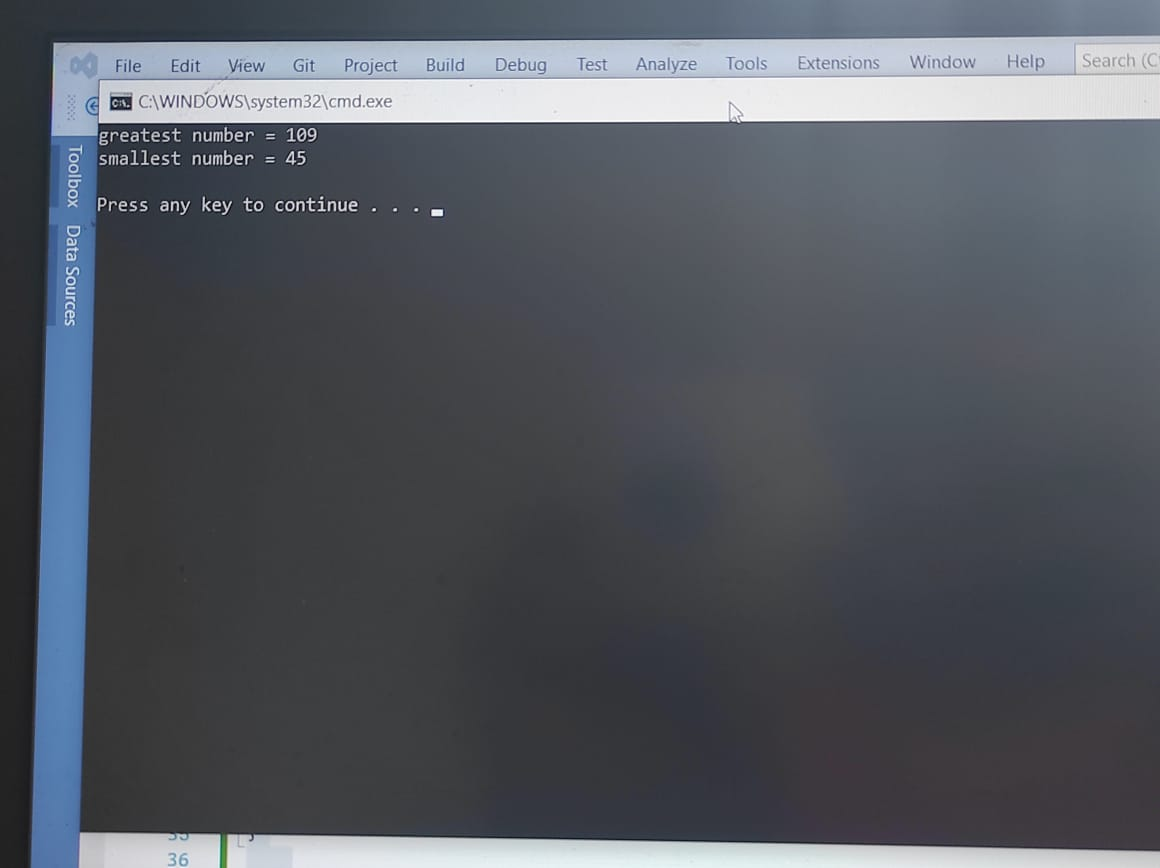 File Edit View Git Project Build Debug Test Analyze Tools Extensions Window Help Search (C
C:\WINDOWS\system32\cmd.exe
greatest number = 109
smallest number = 45
Press any key to continue . . .
Toolbox
Data Sources
35
36